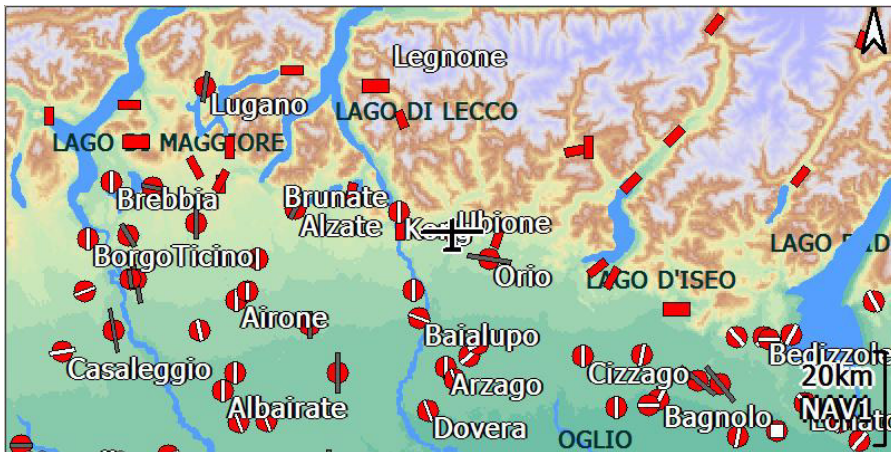 Legnone
Lugano
LAGO DI LECCO
LAGO MAGGIORE
Brebbia
Brunate
Alzate
Ubione
BorgoTicino
Orio
LAGO D'ISEO
LAGO
Airone
Baialupo
Bedizzole
Casaleggio
Arzago
Cizzago
20km
NAV1
Albairate
Bagnolo
Dovera
OGLIO